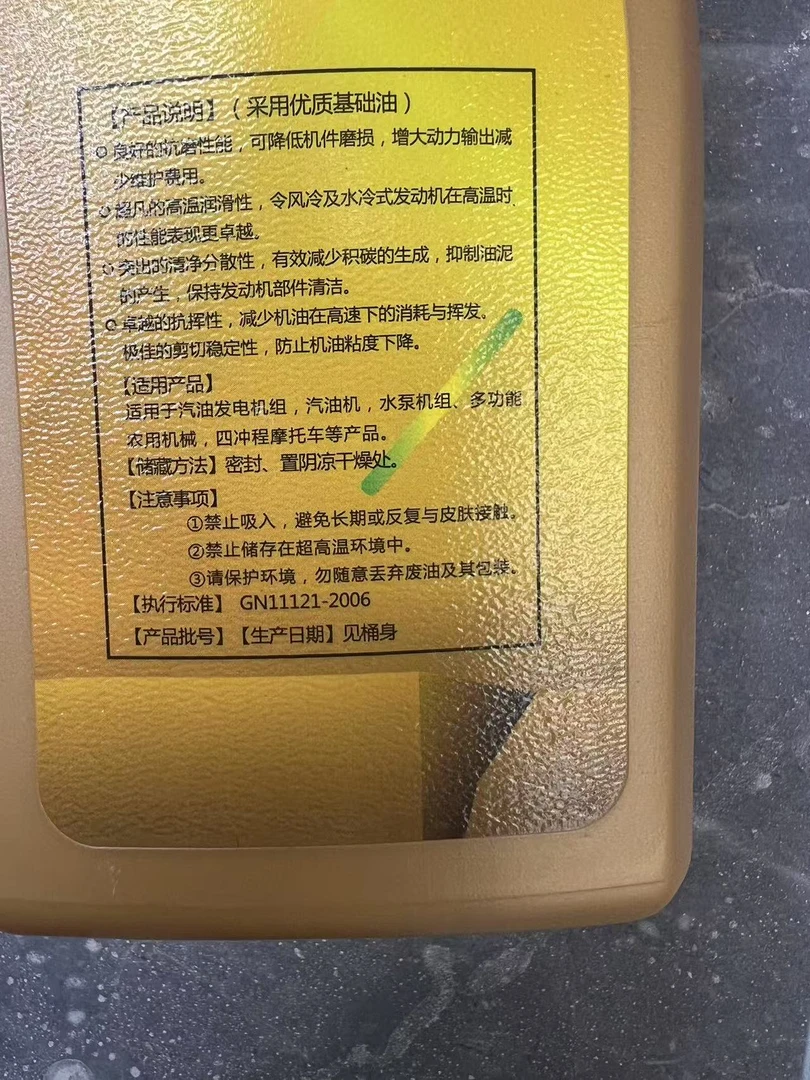 【产品说明】（采用优质基础油）
良好的抗磨性能，可降低机件磨损，增大动力输出减
少维护费用。
超凡的高温润滑性，令风冷及水冷式发动机在高温时
的性能表现更卓越。
突出的清净分散性，有效减少积碳的生成，抑制油泥
的产生，保持发动机部件清洁。
卓越的抗挥性，减少机油在高速下的消耗与挥发。
极佳的剪切稳定性，防止机油粘度下降。
【适用产品】
适用于汽油发电机组，汽油机，水泵机组、多功能
农用机械，四冲程摩托车等产品。
【储藏方法】密封、置阴凉干燥处。
【注意事项】
①禁止吸入，避免长期或反复与皮肤接触。
②禁止储存在超高温环境中。
③请保护环境，勿随意丢弃废油及其包装。
【执行标准】 GN11121-2006
【产品批号】【生产日期】见桶身